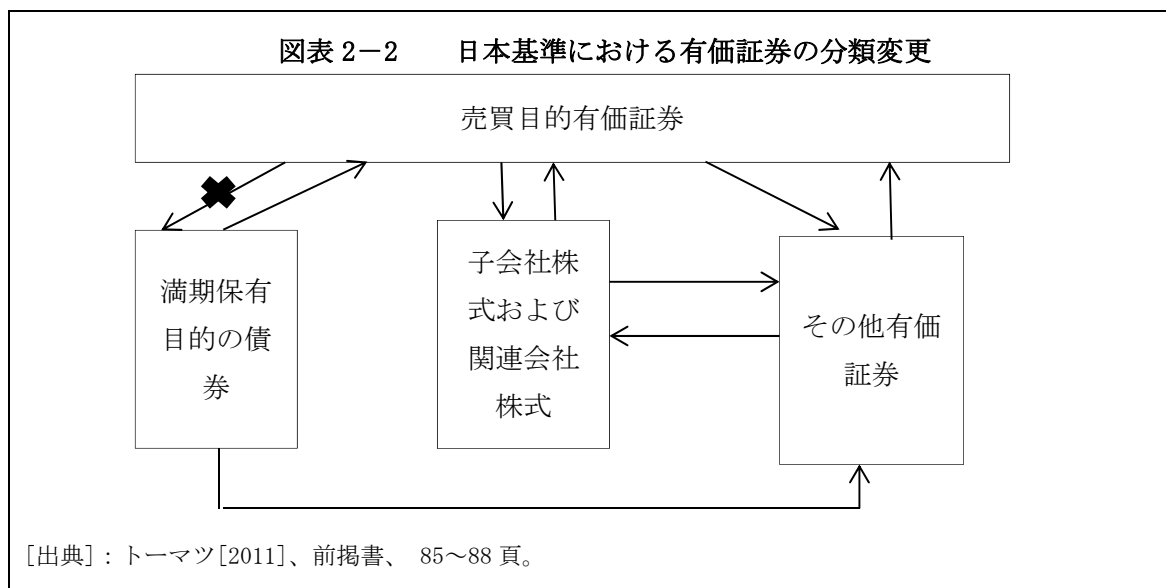 図表 2－2　　日本基準における有価証券の分類変更
売買目的有価証券
満期保有
目的の債
券
子会社株
式および
関連会社
株式
その他有価
証券
[出典]：トーマツ[2011]、前掲書、 85～88 頁。